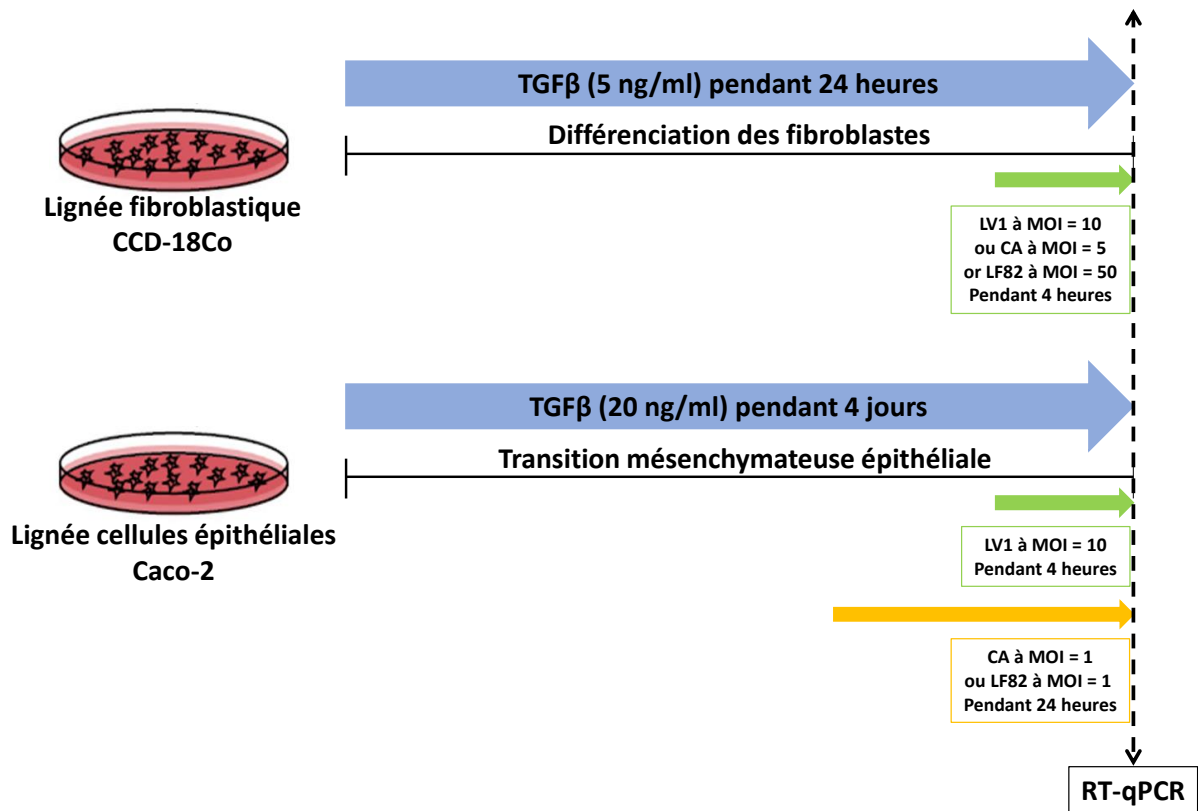 TGFβ (5 ng/ml) pendant 24 heures
Différenciation des fibroblastes
Lignée fibroblastique
CCD-18Co
LV1 à MOI = 10
ou CA à MOI = 5
or LF82 à MOI = 50
Pendant 4 heures
TGFβ (20 ng/ml) pendant 4 jours
Transition mésenchymateuse épithéliale
Lignée cellules épithéliales
Caco-2
LV1 à MOI = 10
Pendant 4 heures
CA à MOI = 1
ou LF82 à MOI = 1
Pendant 24 heures
RT-qPCR